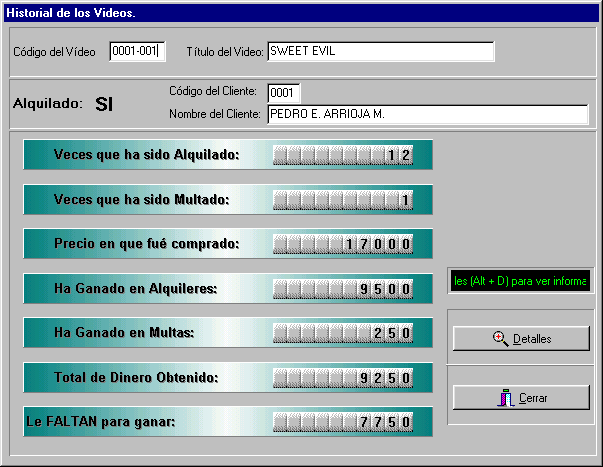 Historial de los Videos.
Código del Vídeo 0001-001 Título del Video: SWEET EVIL
Alquilado: SI
Código del Cliente: 0001
Nombre del Cliente: PEDRO E. ARRIOJA M.
Veces que ha sido Alquilado: 12
Veces que ha sido Multado: 1
Precio en que fué comprado: 17000
Ha Ganado en Alquileres: 9500
les (Alt + D) para ver informa
Ha Ganado en Multas: 250
Detalles
Total de Dinero Obtenido: 9250
Cerrar
Le FALTAN para ganar: 7750